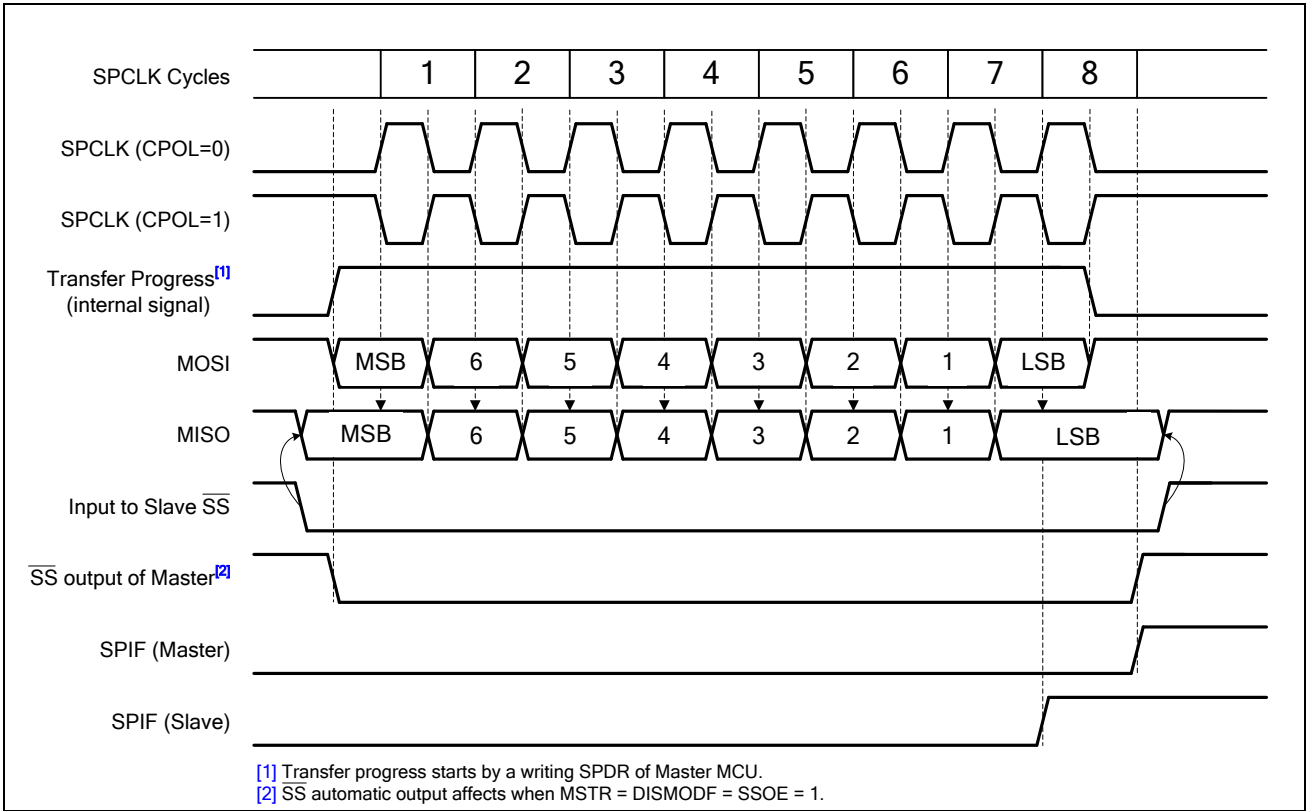 SPCLK Cycles 1 2 3 4 5 6 7 8
SPCLK (CPOL=0)
SPCLK (CPOL=1)
Transfer Progress[1]
(internal signal)
MOSI MSB 6 5 4 3 2 1 LSB
MISO MSB 6 5 4 3 2 1 LSB
Input to Slave S̅S̅
S̅S̅ output of Master[2]
SPIF (Master)
SPIF (Slave)
[1] Transfer progress starts by a writing SPDR of Master MCU.
[2] S̅S̅ automatic output affects when MSTR = DISMODF = SSOE = 1.